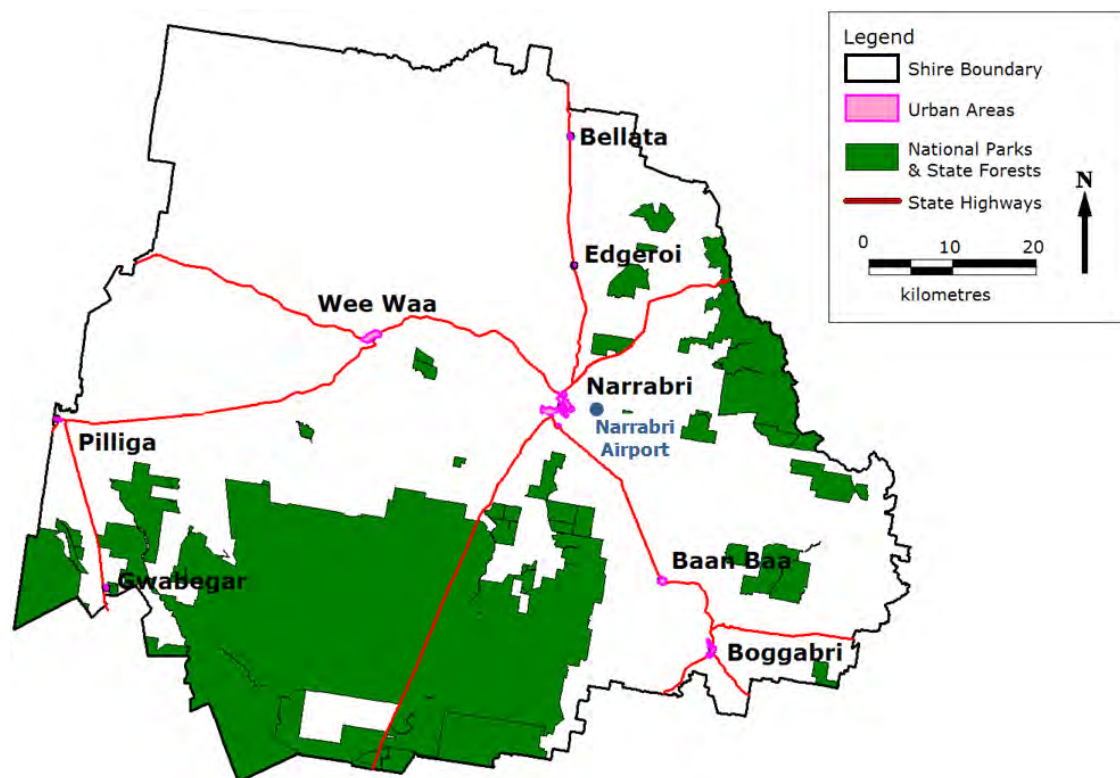 Legend
Shire Boundary
Urban Areas
National Parks
& State Forests
State Highways
N
0 10 20
kilometres
Bellata
Edgeroi
Wee Waa
Narrabri
Narrabri
Airport
Pilliga
Baan Baa
Gwabegar
Boggabri